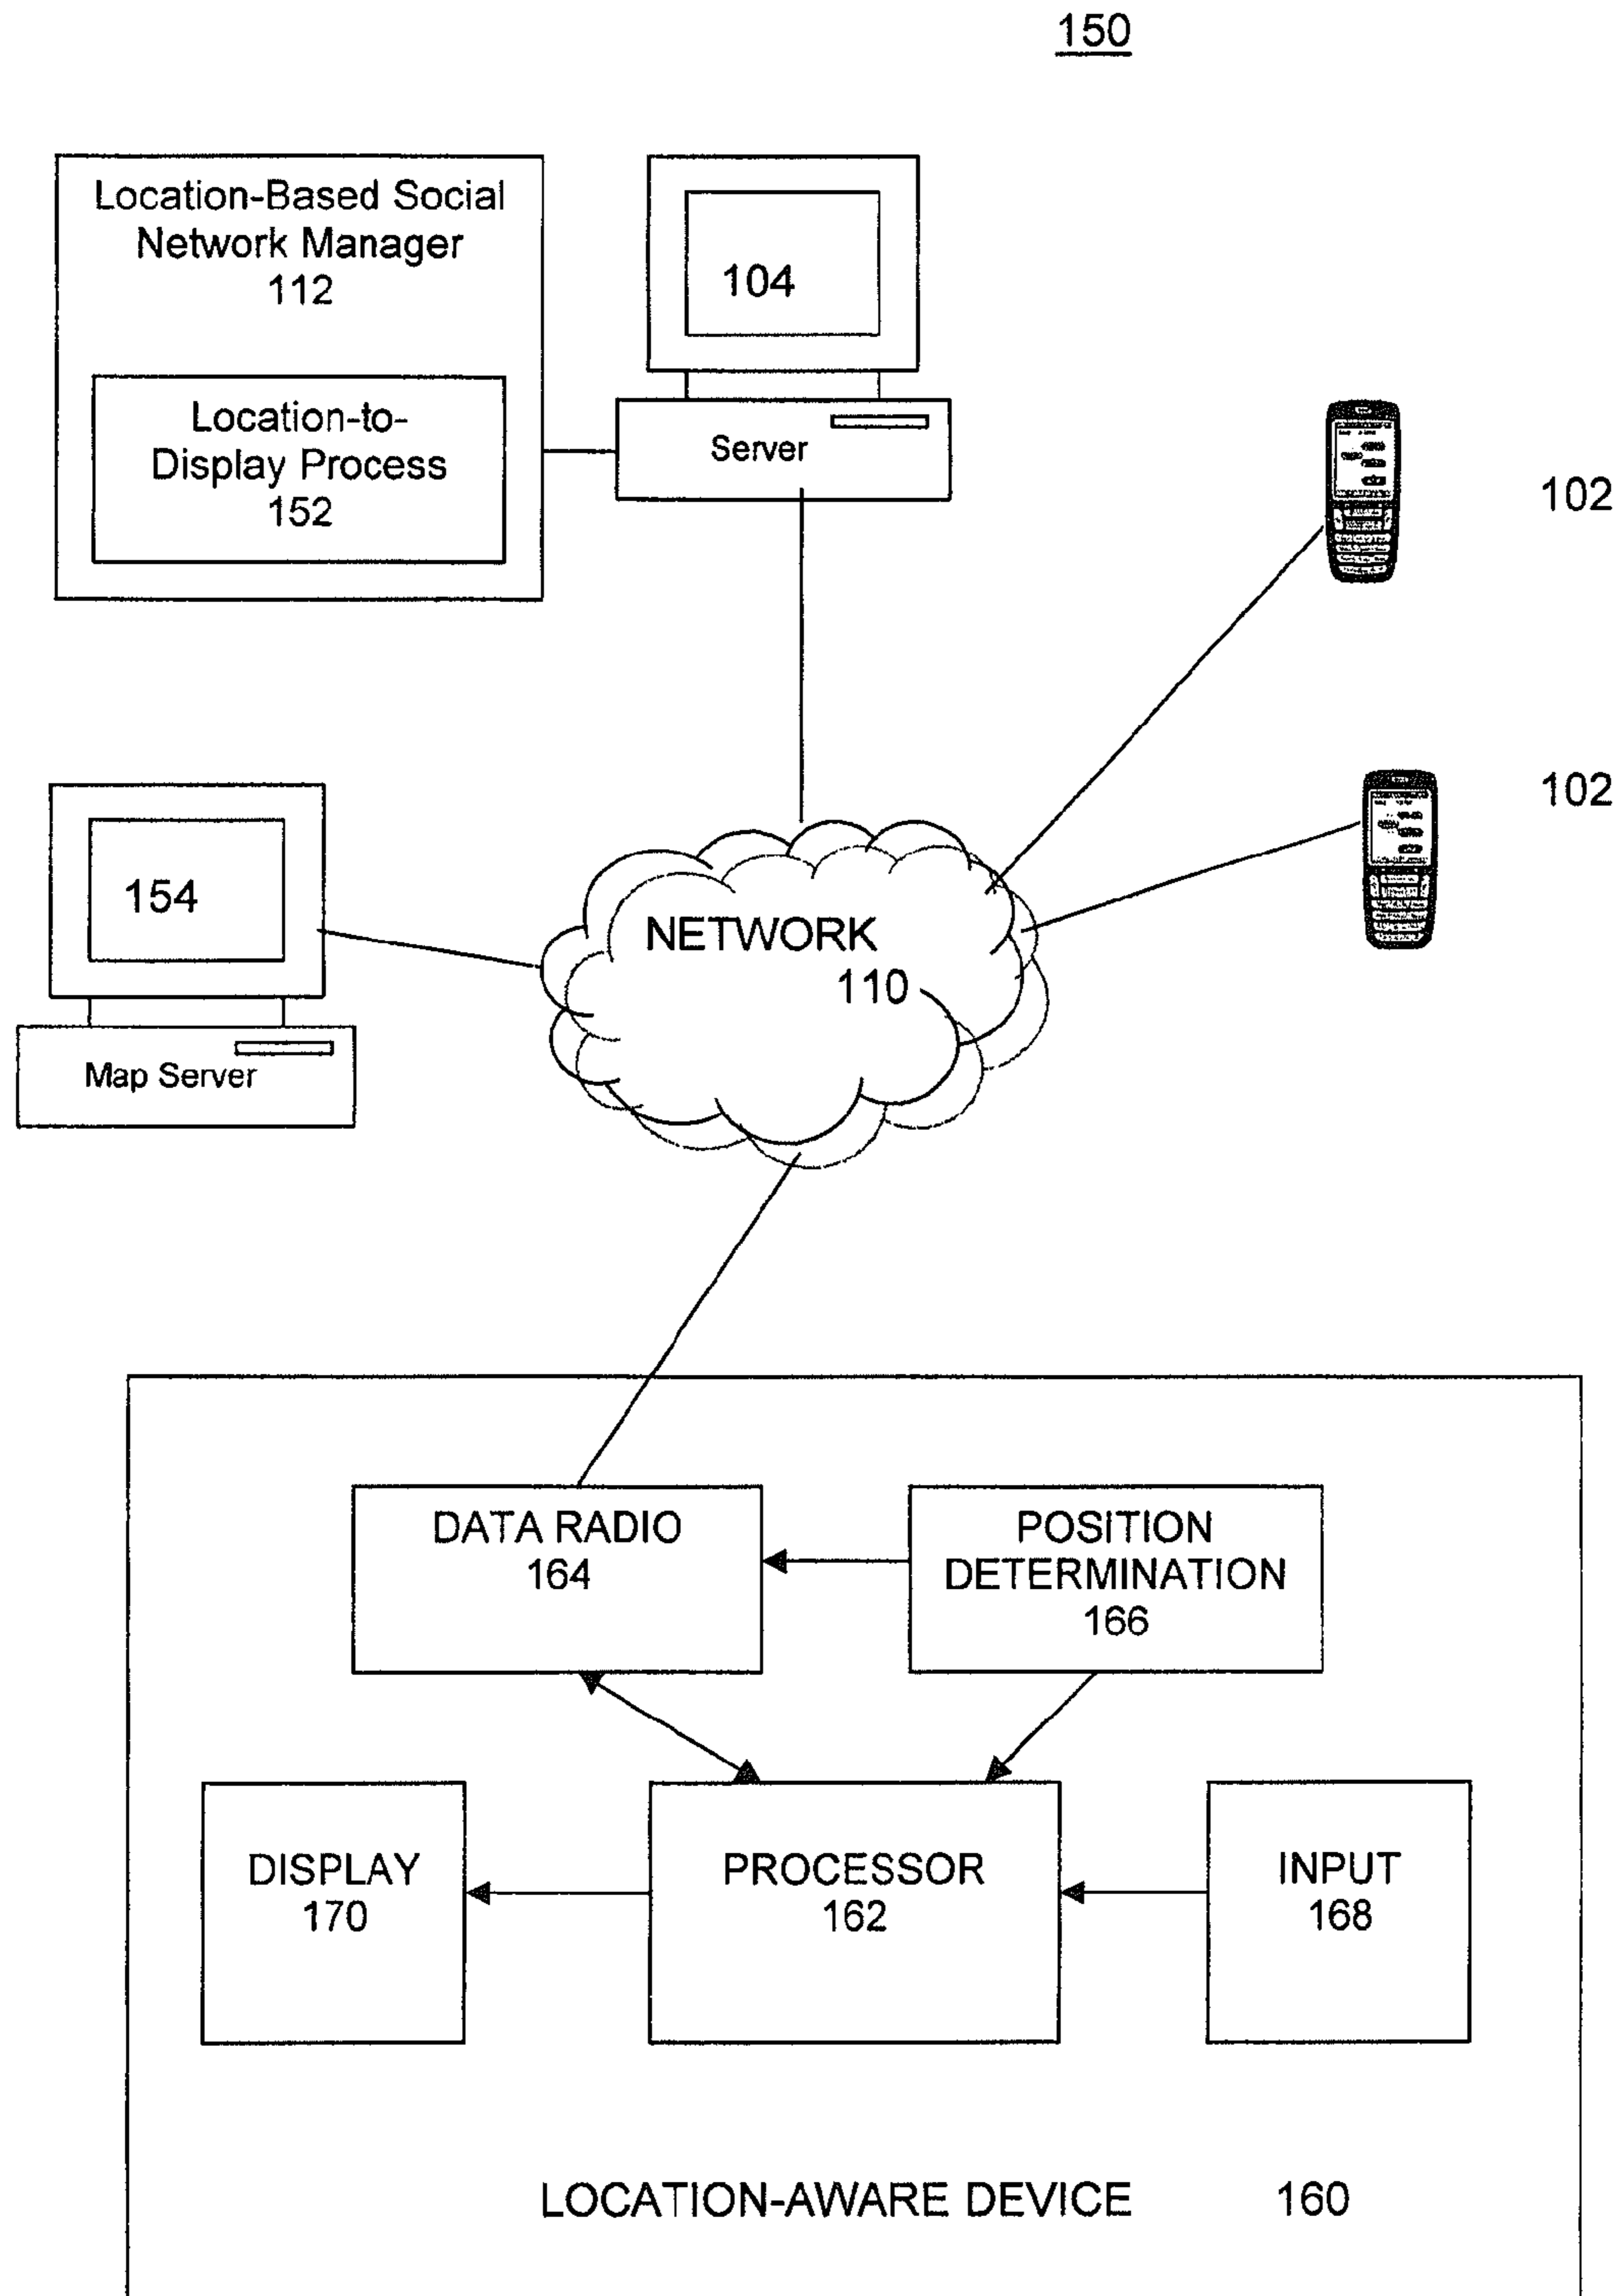 150
Location-Based Social
Network Manager
112
Location-to-
Display Process
152
104
Server
102
102
154
Map Server
NETWORK
110
DATA RADIO
164
POSITION
DETERMINATION
166
DISPLAY
170
PROCESSOR
162
INPUT
168
LOCATION-AWARE DEVICE 160